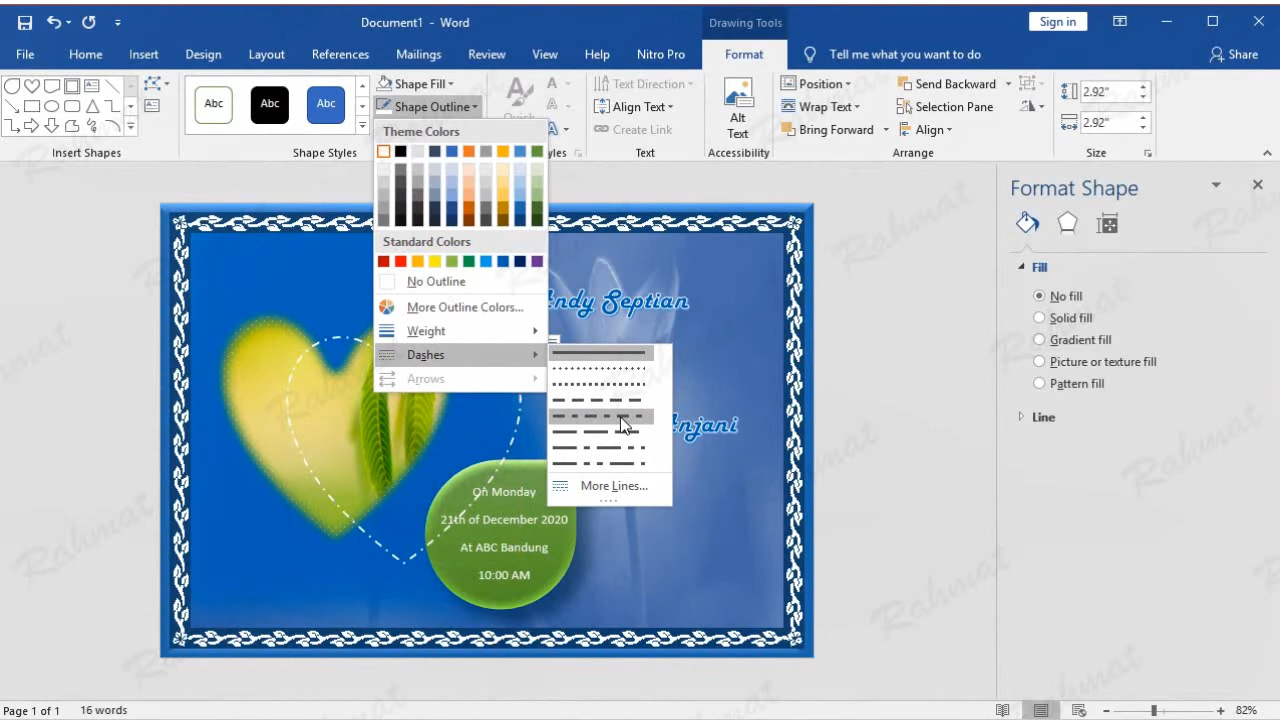 Document1 - Word
Drawing Tools
Sign in
File
Home
Insert
Design
Layout
References
Mailings
Review
View
Help
Nitro Pro
Format
Tell me what you want to do
Share
Shape Fill
Shape Outline
Abc
Abc
Abc
Quick
Text Direction
Align Text
Create Link
Alt
Text
Position
Wrap Text
Bring Forward
Send Backward
Selection Pane
Align
2.92"
2.92"
Insert Shapes
Shape Styles
Text
Accessibility
Arrange
Size
Theme Colors
Standard Colors
No Outline
More Outline Colors...
Weight
Dashes
Arrows
More Lines...
Andy Septian
Anjani
On Monday
21th of December 2020
At ABC Bandung
10:00 AM
Format Shape
Fill
No fill
Solid fill
Gradient fill
Picture or texture fill
Pattern fill
Line
Rahmat
Page 1 of 1
16 words
82%